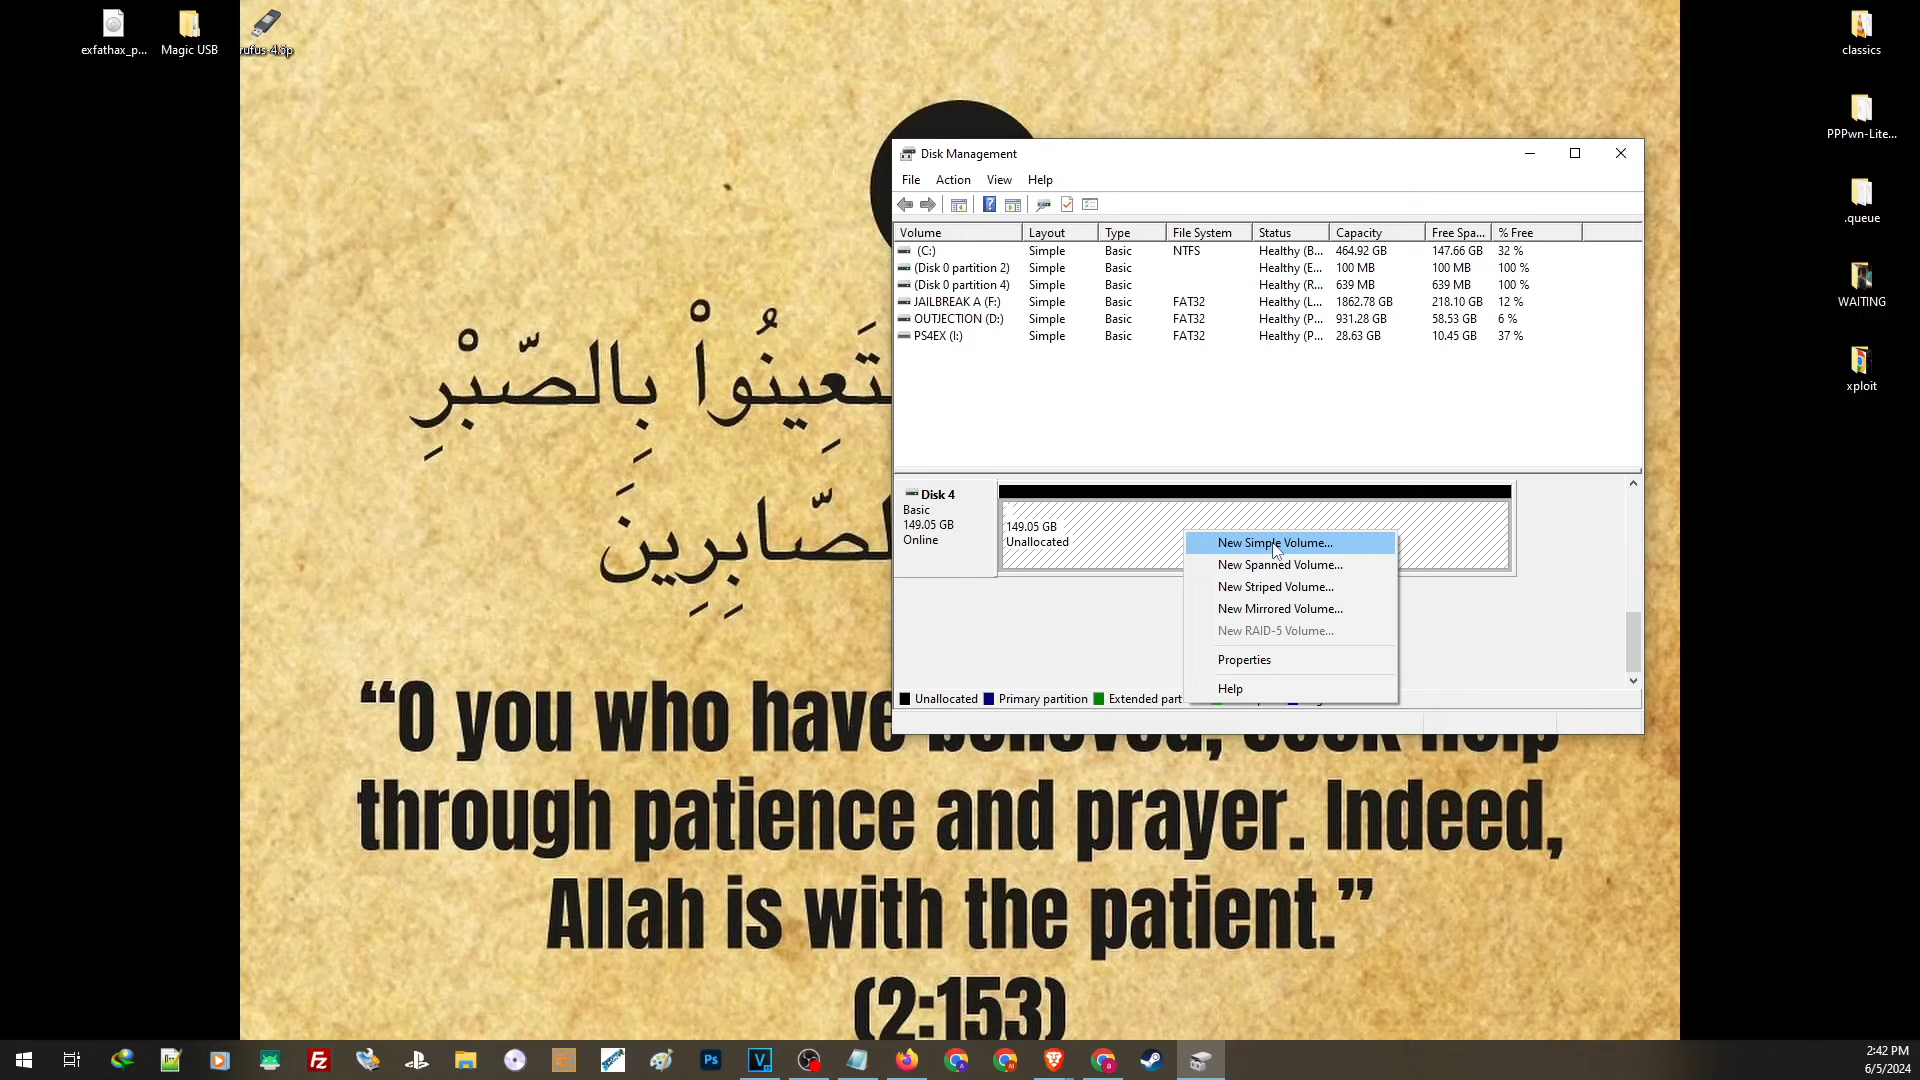 exfathax_p...
Magic USB
rufus-4.5p
classics
PPPwn-Lite...
.queue
WAITING
xploit
Disk Management
File Action View Help
Volume Layout Type File System Status Capacity Free Spa... % Free
(C:) Simple Basic NTFS Healthy (B... 464.92 GB 147.66 GB 32 %
(Disk 0 partition 2) Simple Basic Healthy (E... 100 MB 100 MB 100 %
(Disk 0 partition 4) Simple Basic Healthy (R... 639 MB 639 MB 100 %
JAILBREAK A (F:) Simple Basic FAT32 Healthy (L... 1862.78 GB 218.10 GB 12 %
OUTJECTION (D:) Simple Basic FAT32 Healthy (P... 931.28 GB 58.53 GB 6 %
PS4EX (I:) Simple Basic FAT32 Healthy (P... 28.63 GB 10.45 GB 37 %
Disk 4
Basic
149.05 GB
Online
149.05 GB
Unallocated
New Simple Volume...
New Spanned Volume...
New Striped Volume...
New Mirrored Volume...
New RAID-5 Volume...
Properties
Help
Unallocated Primary partition Extended part
بِالصَّبْرِ
“O you who have believed, seek help
through patience and prayer. Indeed,
Allah is with the patient.”
(2:153)
2:42 PM
6/5/2024